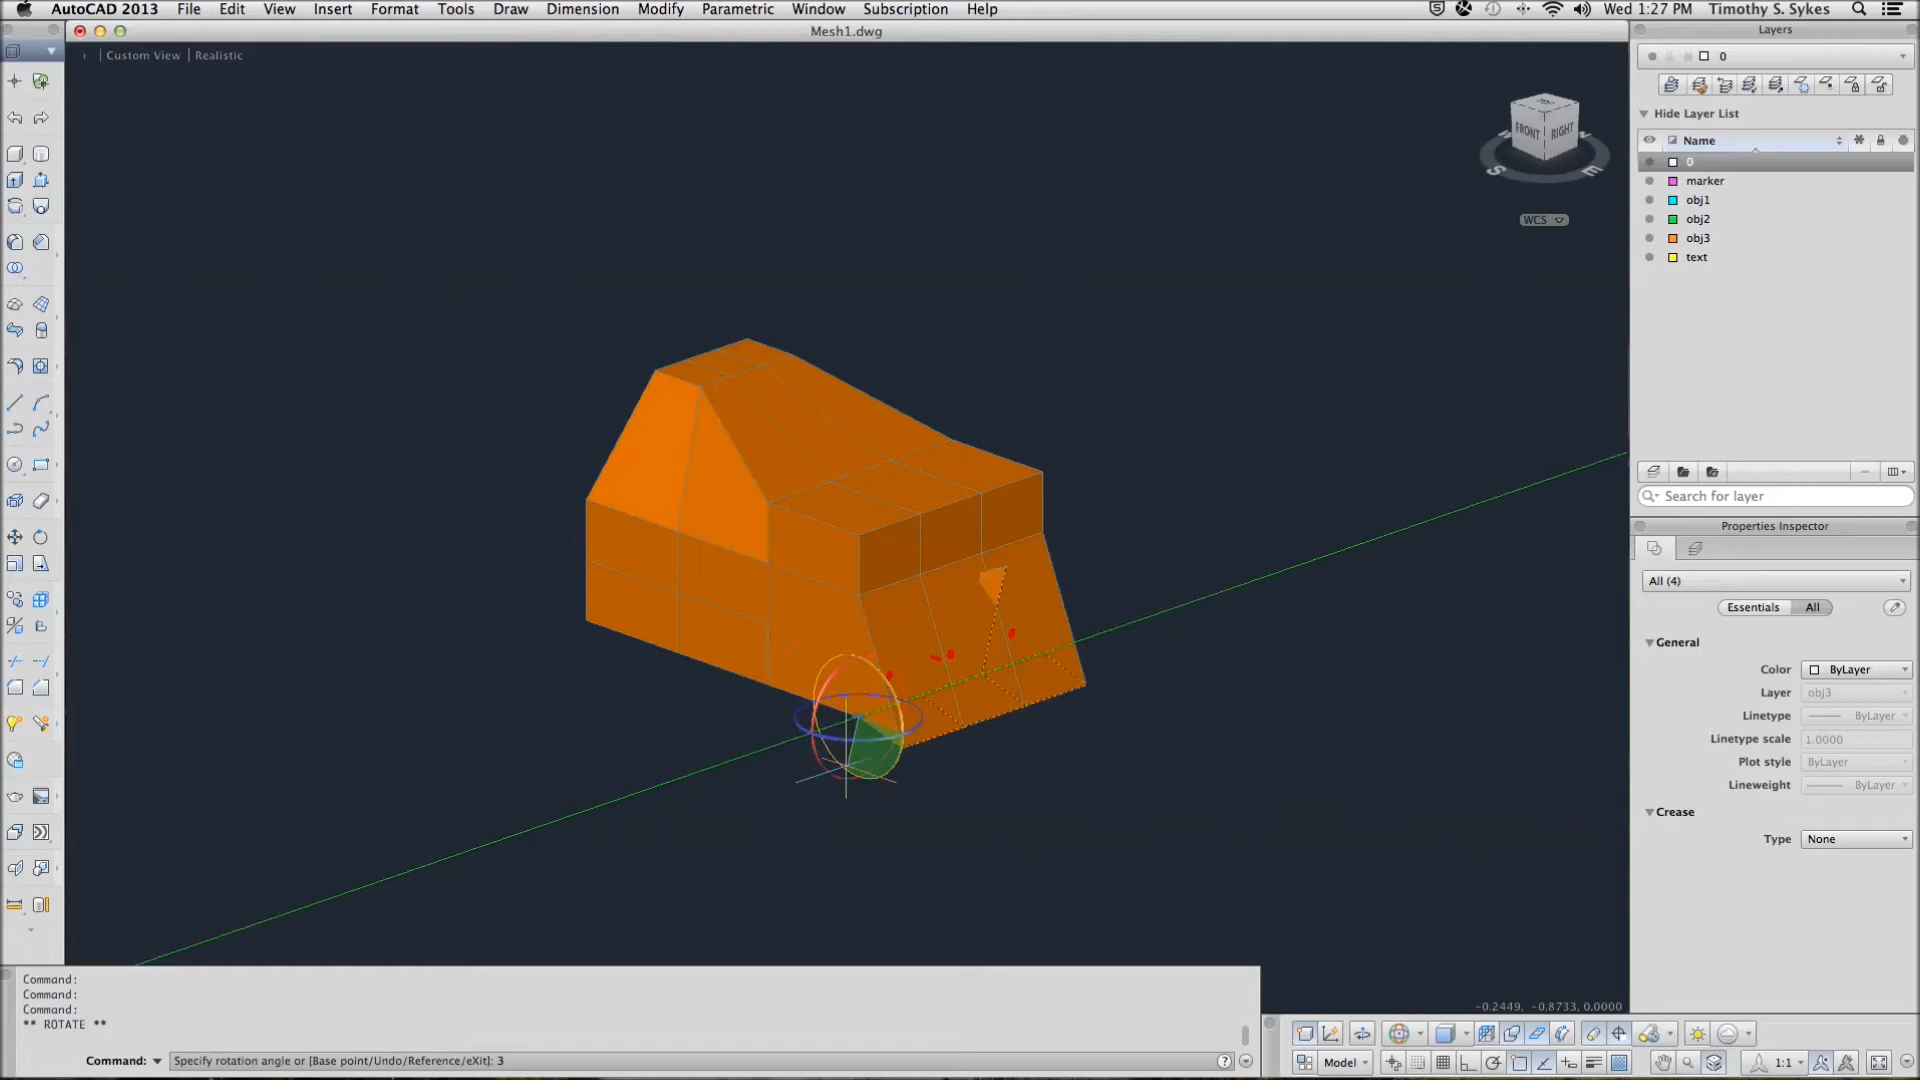 AutoCAD 2013 File Edit View Insert Format Tools Draw Dimension Modify Parametric Window Subscription Help Wed 1:27 PM Timothy S. Sykes
Mesh1.dwg
+ | Custom View | Realistic
FRONT RIGHT
S E
WCS
Layers
0
Hide Layer List
Name
0
marker
obj1
obj2
obj3
text
Search for layer
Properties Inspector
All (4)
Essentials All
General
Color ByLayer
Layer obj3
Linetype ByLayer
Linetype scale 1.0000
Plot style ByLayer
Lineweight ByLayer
Crease
Type None
Command:
Command:
Command:
** ROTATE **
Command: Specify rotation angle or [Base point/Undo/Reference/eXit]: 3
-0.2449, -0.8733, 0.0000
Model 1:1